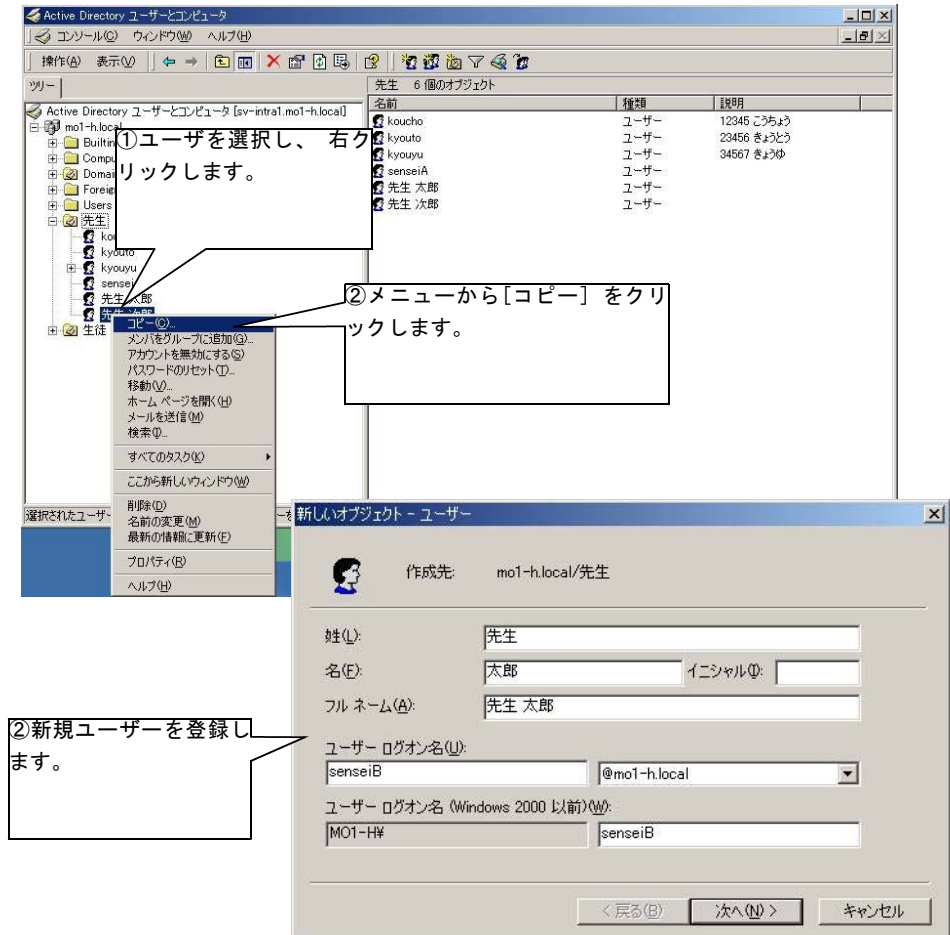 Active Directory ユーザーとコンピュータ
コンソール(C) ウィンドウ(W) ヘルプ(H)
操作(A) 表示(V)
ツリー
先生 6 個のオブジェクト
Active Directory ユーザーとコンピュータ [sv-intra1.mo1-h.local]
mo1-h.local
Builtin
Compu
Domai
Foreig
Users
先生
kou
kyouto
kyouyu
sensei
先生 太郎
先生 次郎
生徒
名前 種類 説明
koucho ユーザー 12345 こうちょう
kyouto ユーザー 23456 きょうとう
kyouyu ユーザー 34567 きょうゆ
senseiA ユーザー
先生 太郎 ユーザー
先生 次郎 ユーザー
①ユーザを選択し、 右ク
リックします。
②メニューから[コピー] をクリ
ックします。
コピー(C)...
メンバをグループに追加(G)...
アカウントを無効にする(S)
パスワードのリセット(T)...
移動(V)...
ホーム ページを開く(H)
メールを送信(M)
検索(I)...
すべてのタスク(K)
ここから新しいウィンドウ(W)
削除(D)
名前の変更(M)
最新の情報に更新(F)
プロパティ(R)
ヘルプ(H)
選択されたユーザー
新しいオブジェクト - ユーザー
作成先: mo1-h.local/先生
姓(L): 先生
名(F): 太郎 イニシャル(I):
フル ネーム(A): 先生 太郎
②新規ユーザーを登録し
ます。
ユーザー ログオン名(U):
senseiB @mo1-h.local
ユーザー ログオン名 (Windows 2000 以前)(W):
MO1-H¥ senseiB
< 戻る(B) 次へ(N) > キャンセル